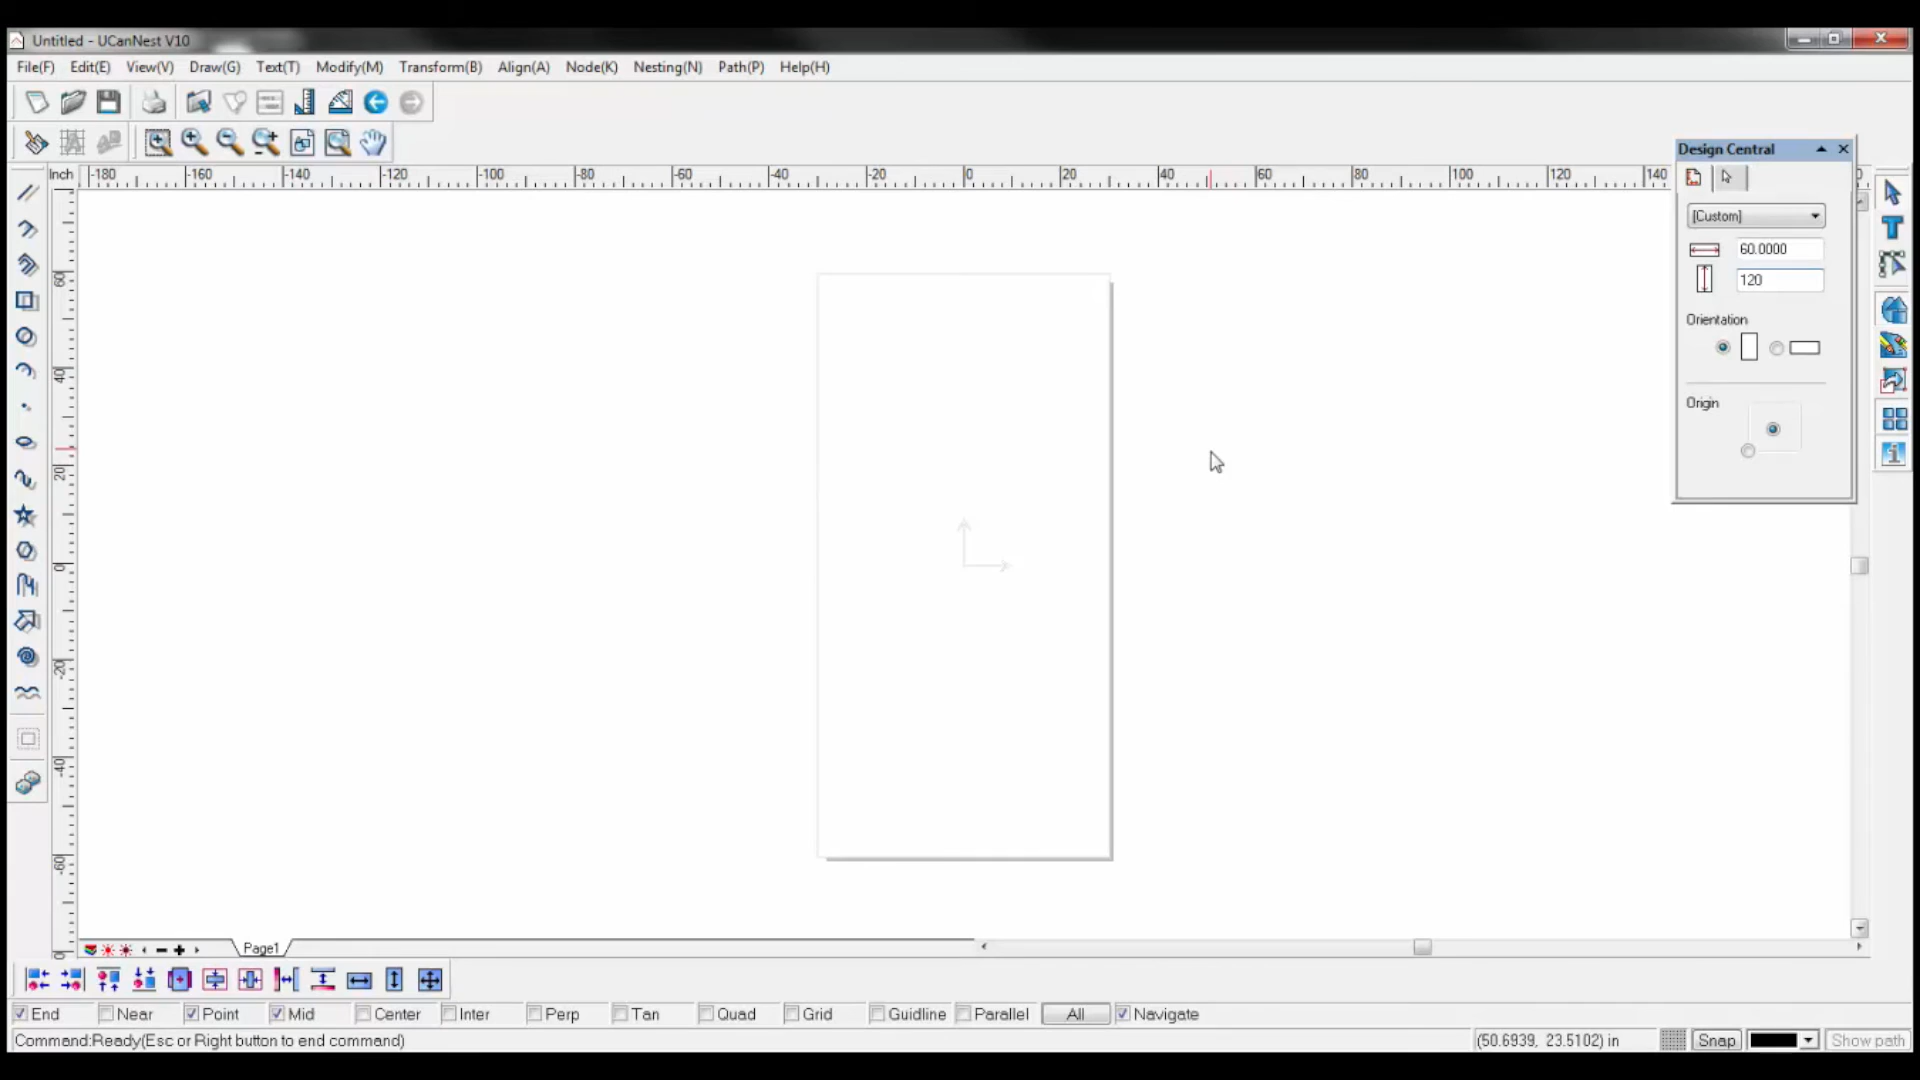 Untitled - UCanNest V10
File(F) Edit(E) View(V) Draw(G) Text(T) Modify(M) Transform(B) Align(A) Node(K) Nesting(N) Path(P) Help(H)
Inch -180 -160 -140 -120 -100 -80 -60 -40 -20 0 20 40 60 80 100 120 140
Design Central
[Custom]
60.0000
120
Orientation
Origin
60
40
20
0
-20
-40
-60
Page1
End Near Point Mid Center Inter Perp Tan Quad Grid Guidline Parallel All Navigate
Command:Ready(Esc or Right button to end command) (50.6939, 23.5102) in Snap Show path